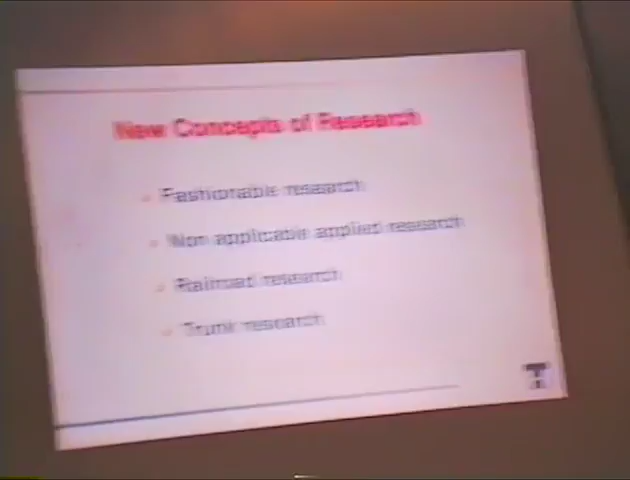 New Concepts of Research
Fashionable research
Non applicable applied research
Railroad research
Trunk research